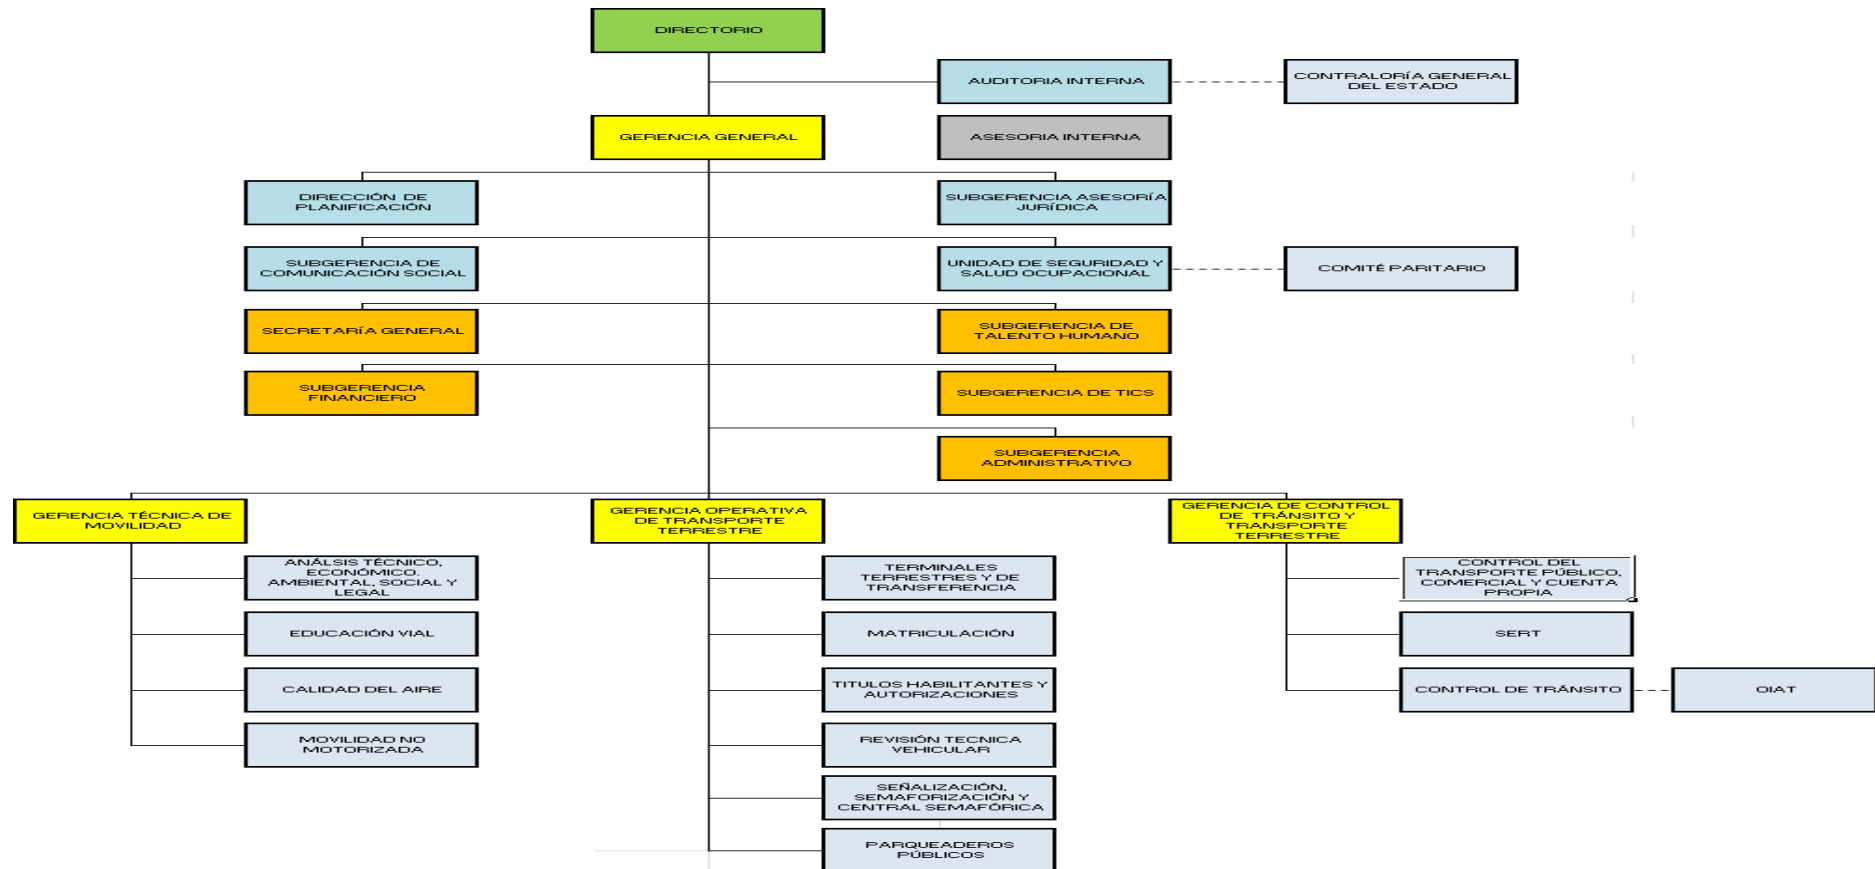 DIRECTORIO
AUDITORIA INTERNA
CONTRALORÍA GENERAL
DEL ESTADO
GERENCIA GENERAL
ASESORIA INTERNA
DIRECCIÓN DE
PLANIFICACIÓN
SUBGERENCIA ASESORÍA
JURÍDICA
SUBGERENCIA DE
COMUNICACIÓN SOCIAL
UNIDAD DE SEGURIDAD Y
SALUD OCUPACIONAL
COMITÉ PARITARIO
SECRETARÍA GENERAL
SUBGERENCIA DE
TALENTO HUMANO
SUBGERENCIA
FINANCIERO
SUBGERENCIA DE TICS
SUBGERENCIA
ADMINISTRATIVO
GERENCIA TÉCNICA DE
MOVILIDAD
GERENCIA OPERATIVA
DE TRANSPORTE
TERRESTRE
GERENCIA DE CONTROL
DE TRÁNSITO Y
TRANSPORTE
TERRESTRE
ANÁLSIS TÉCNICO,
ECONÓMICO,
AMBIENTAL, SOCIAL Y
LEGAL
TERMINALES
TERRESTRES Y DE
TRANSFERENCIA
CONTROL DEL
TRANSPORTE PÚBLICO,
COMERCIAL Y CUENTA
PROPIA
EDUCACIÓN VIAL
MATRICULACIÓN
SERT
CALIDAD DEL AIRE
TITULOS HABILITANTES Y
AUTORIZACIONES
CONTROL DE TRÁNSITO
OIAT
MOVILIDAD NO
MOTORIZADA
REVISIÓN TECNICA
VEHICULAR
SEÑALIZACIÓN,
SEMAFORIZACIÓN Y
CENTRAL SEMAFÓRICA
PARQUEADEROS
PÚBLICOS